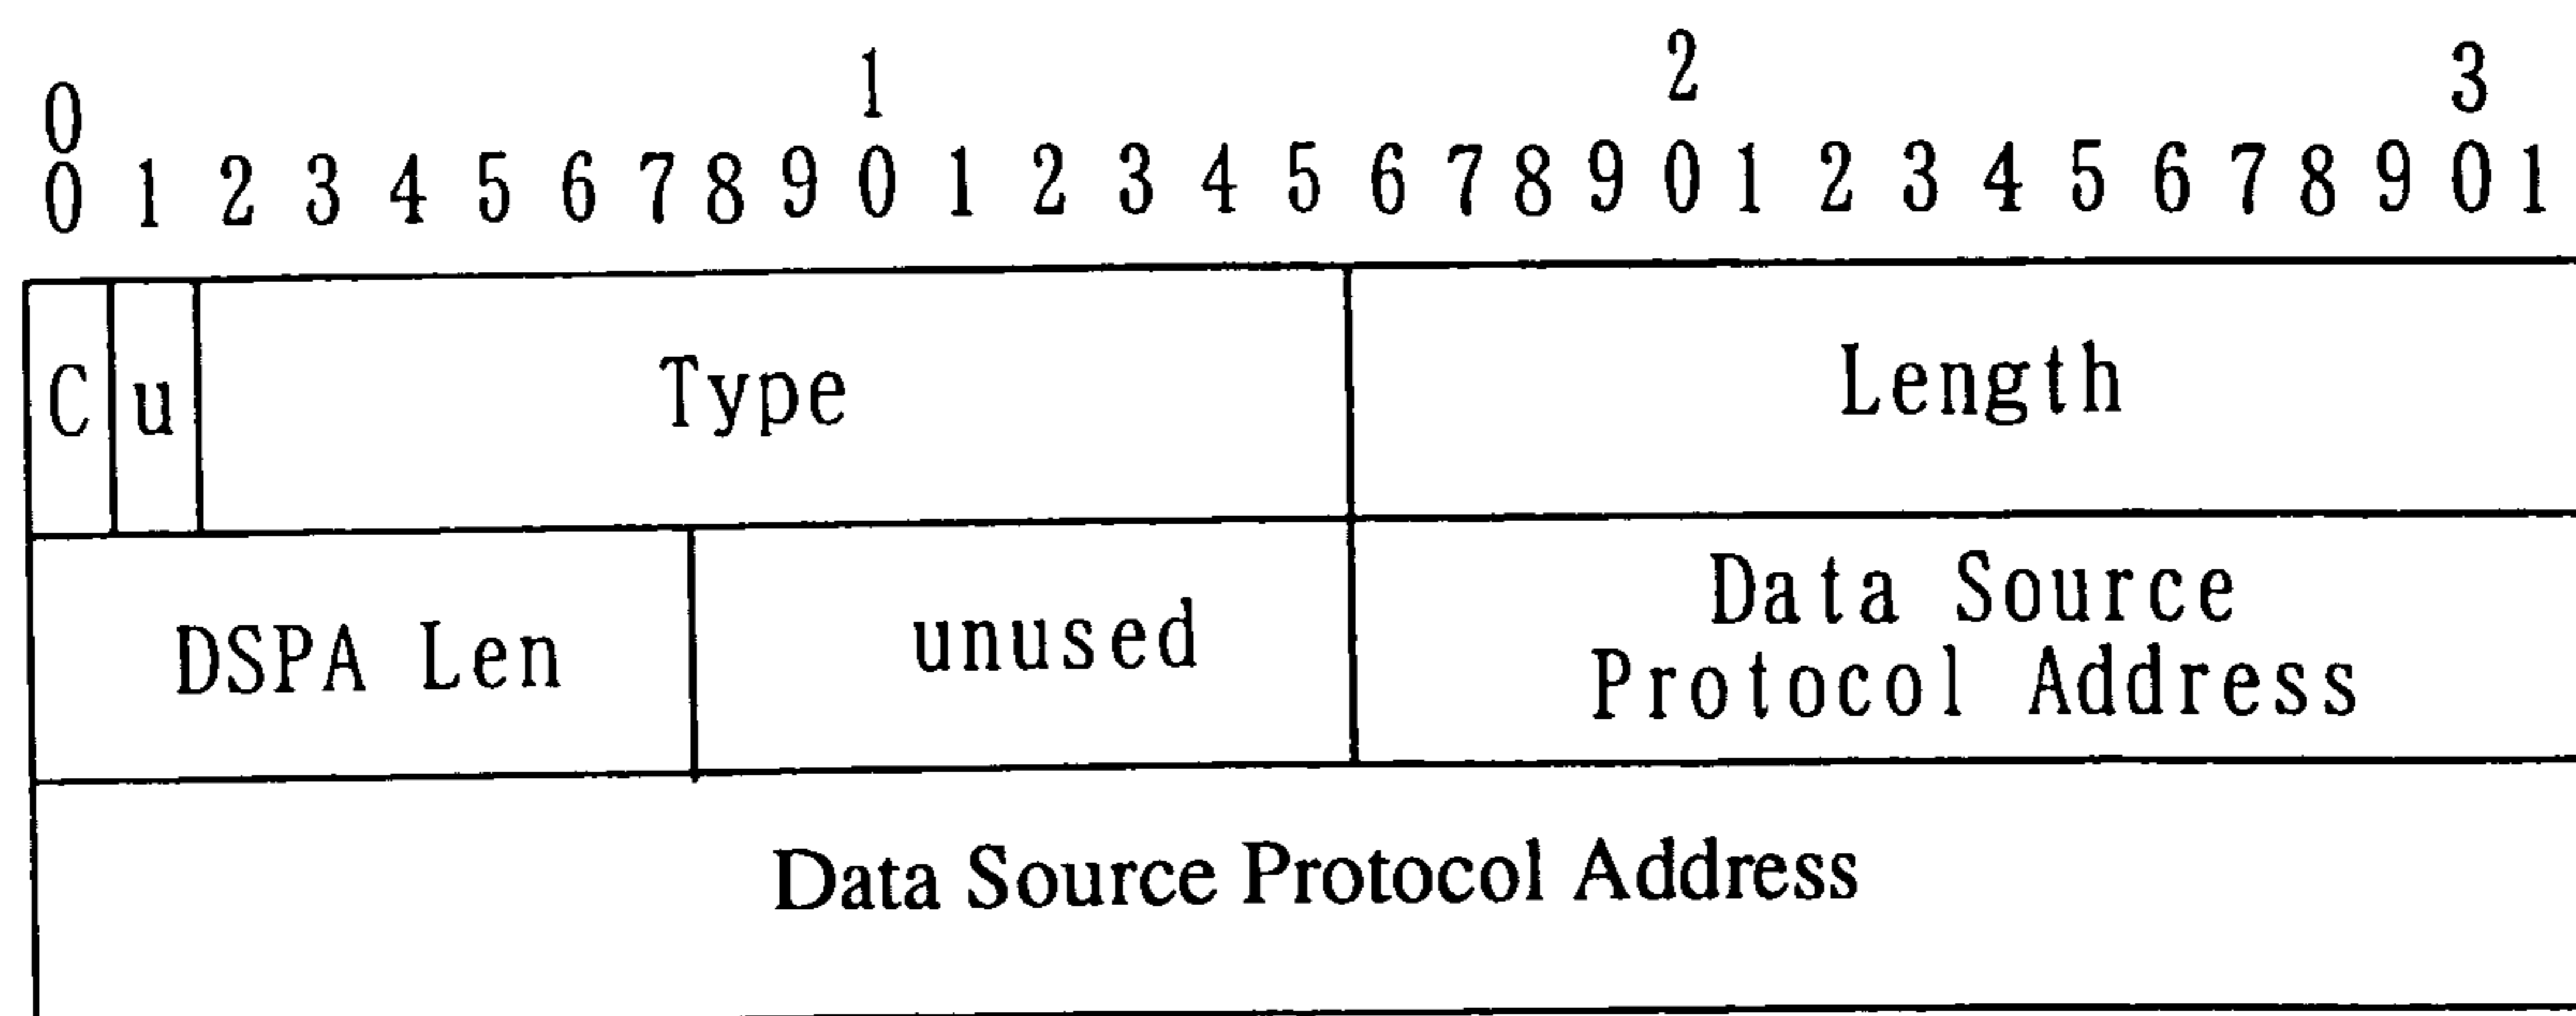 0 1 2 3
0 1 2 3 4 5 6 7 8 9 0 1 2 3 4 5 6 7 8 9 0 1 2 3 4 5 6 7 8 9 0 1
C u Type Length
DSPA Len unused Data Source
Protocol Address
Data Source Protocol Address